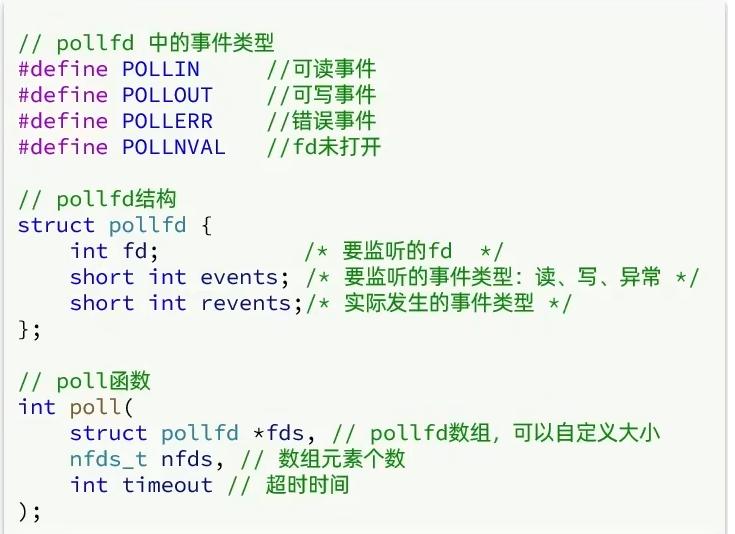 // pollfd 中的事件类型
#define POLLIN     //可读事件
#define POLLOUT    //可写事件
#define POLLERR    //错误事件
#define POLLNVAL   //fd未打开

// pollfd结构
struct pollfd {
    int fd;           /* 要监听的fd  */
    short int events; /* 要监听的事件类型：读、写、异常 */
    short int revents;/* 实际发生的事件类型 */
};

// poll函数
int poll(
    struct pollfd *fds, // pollfd数组，可以自定义大小
    nfds_t nfds, // 数组元素个数
    int timeout // 超时时间
);